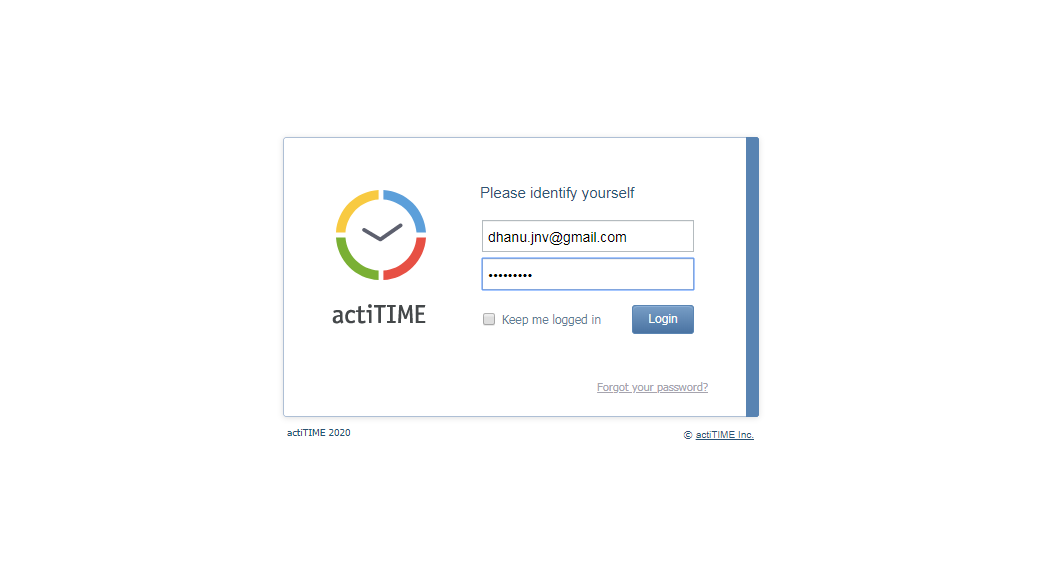 Please identify yourself
dhanu.jnv@gmail.com
•••••••••
actiTIME
Keep me logged in
Login
Forgot your password?
actiTIME 2020
© actiTIME Inc.